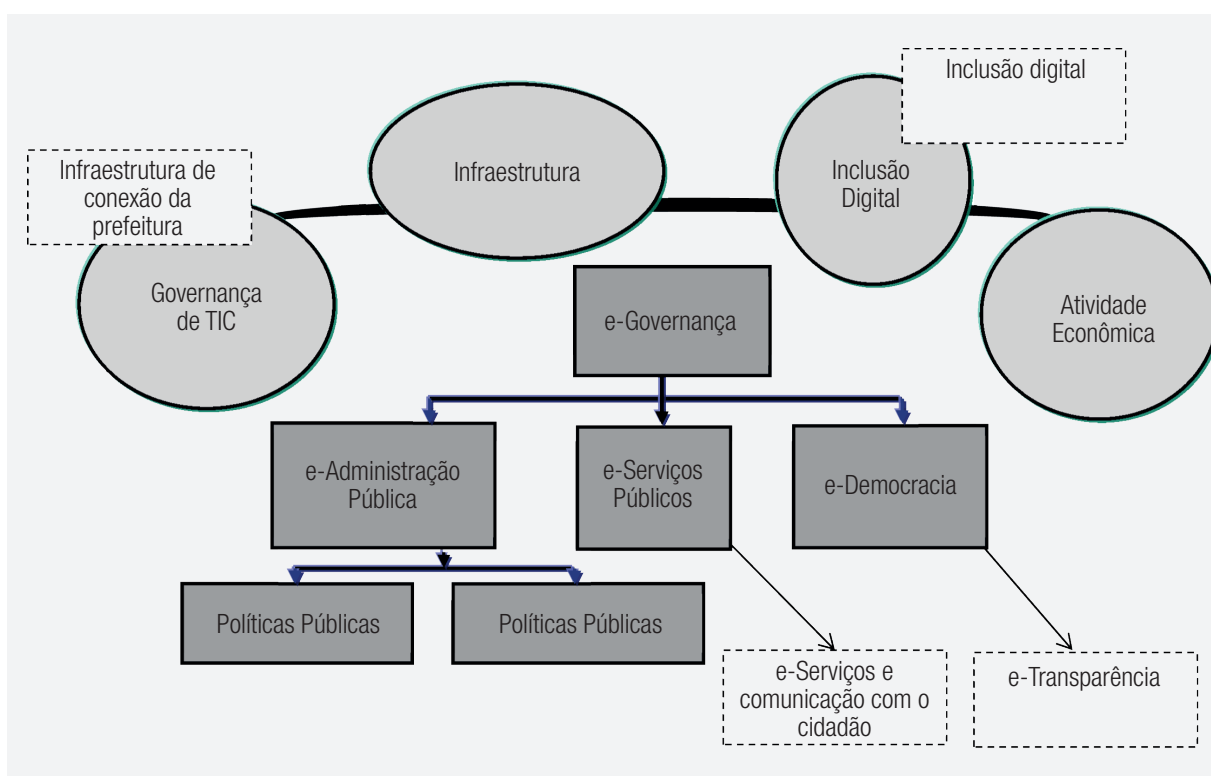 Inclusão digital
Infraestrutura de
conexão da
prefeitura
Infraestrutura
Inclusão
Digital
Governança
de TIC
Atividade
Econômica
e-Governança
e-Administração
Pública
e-Serviços
Públicos
e-Democracia
Políticas Públicas
Políticas Públicas
e-Serviços e
comunicação com o
cidadão
e-Transparência